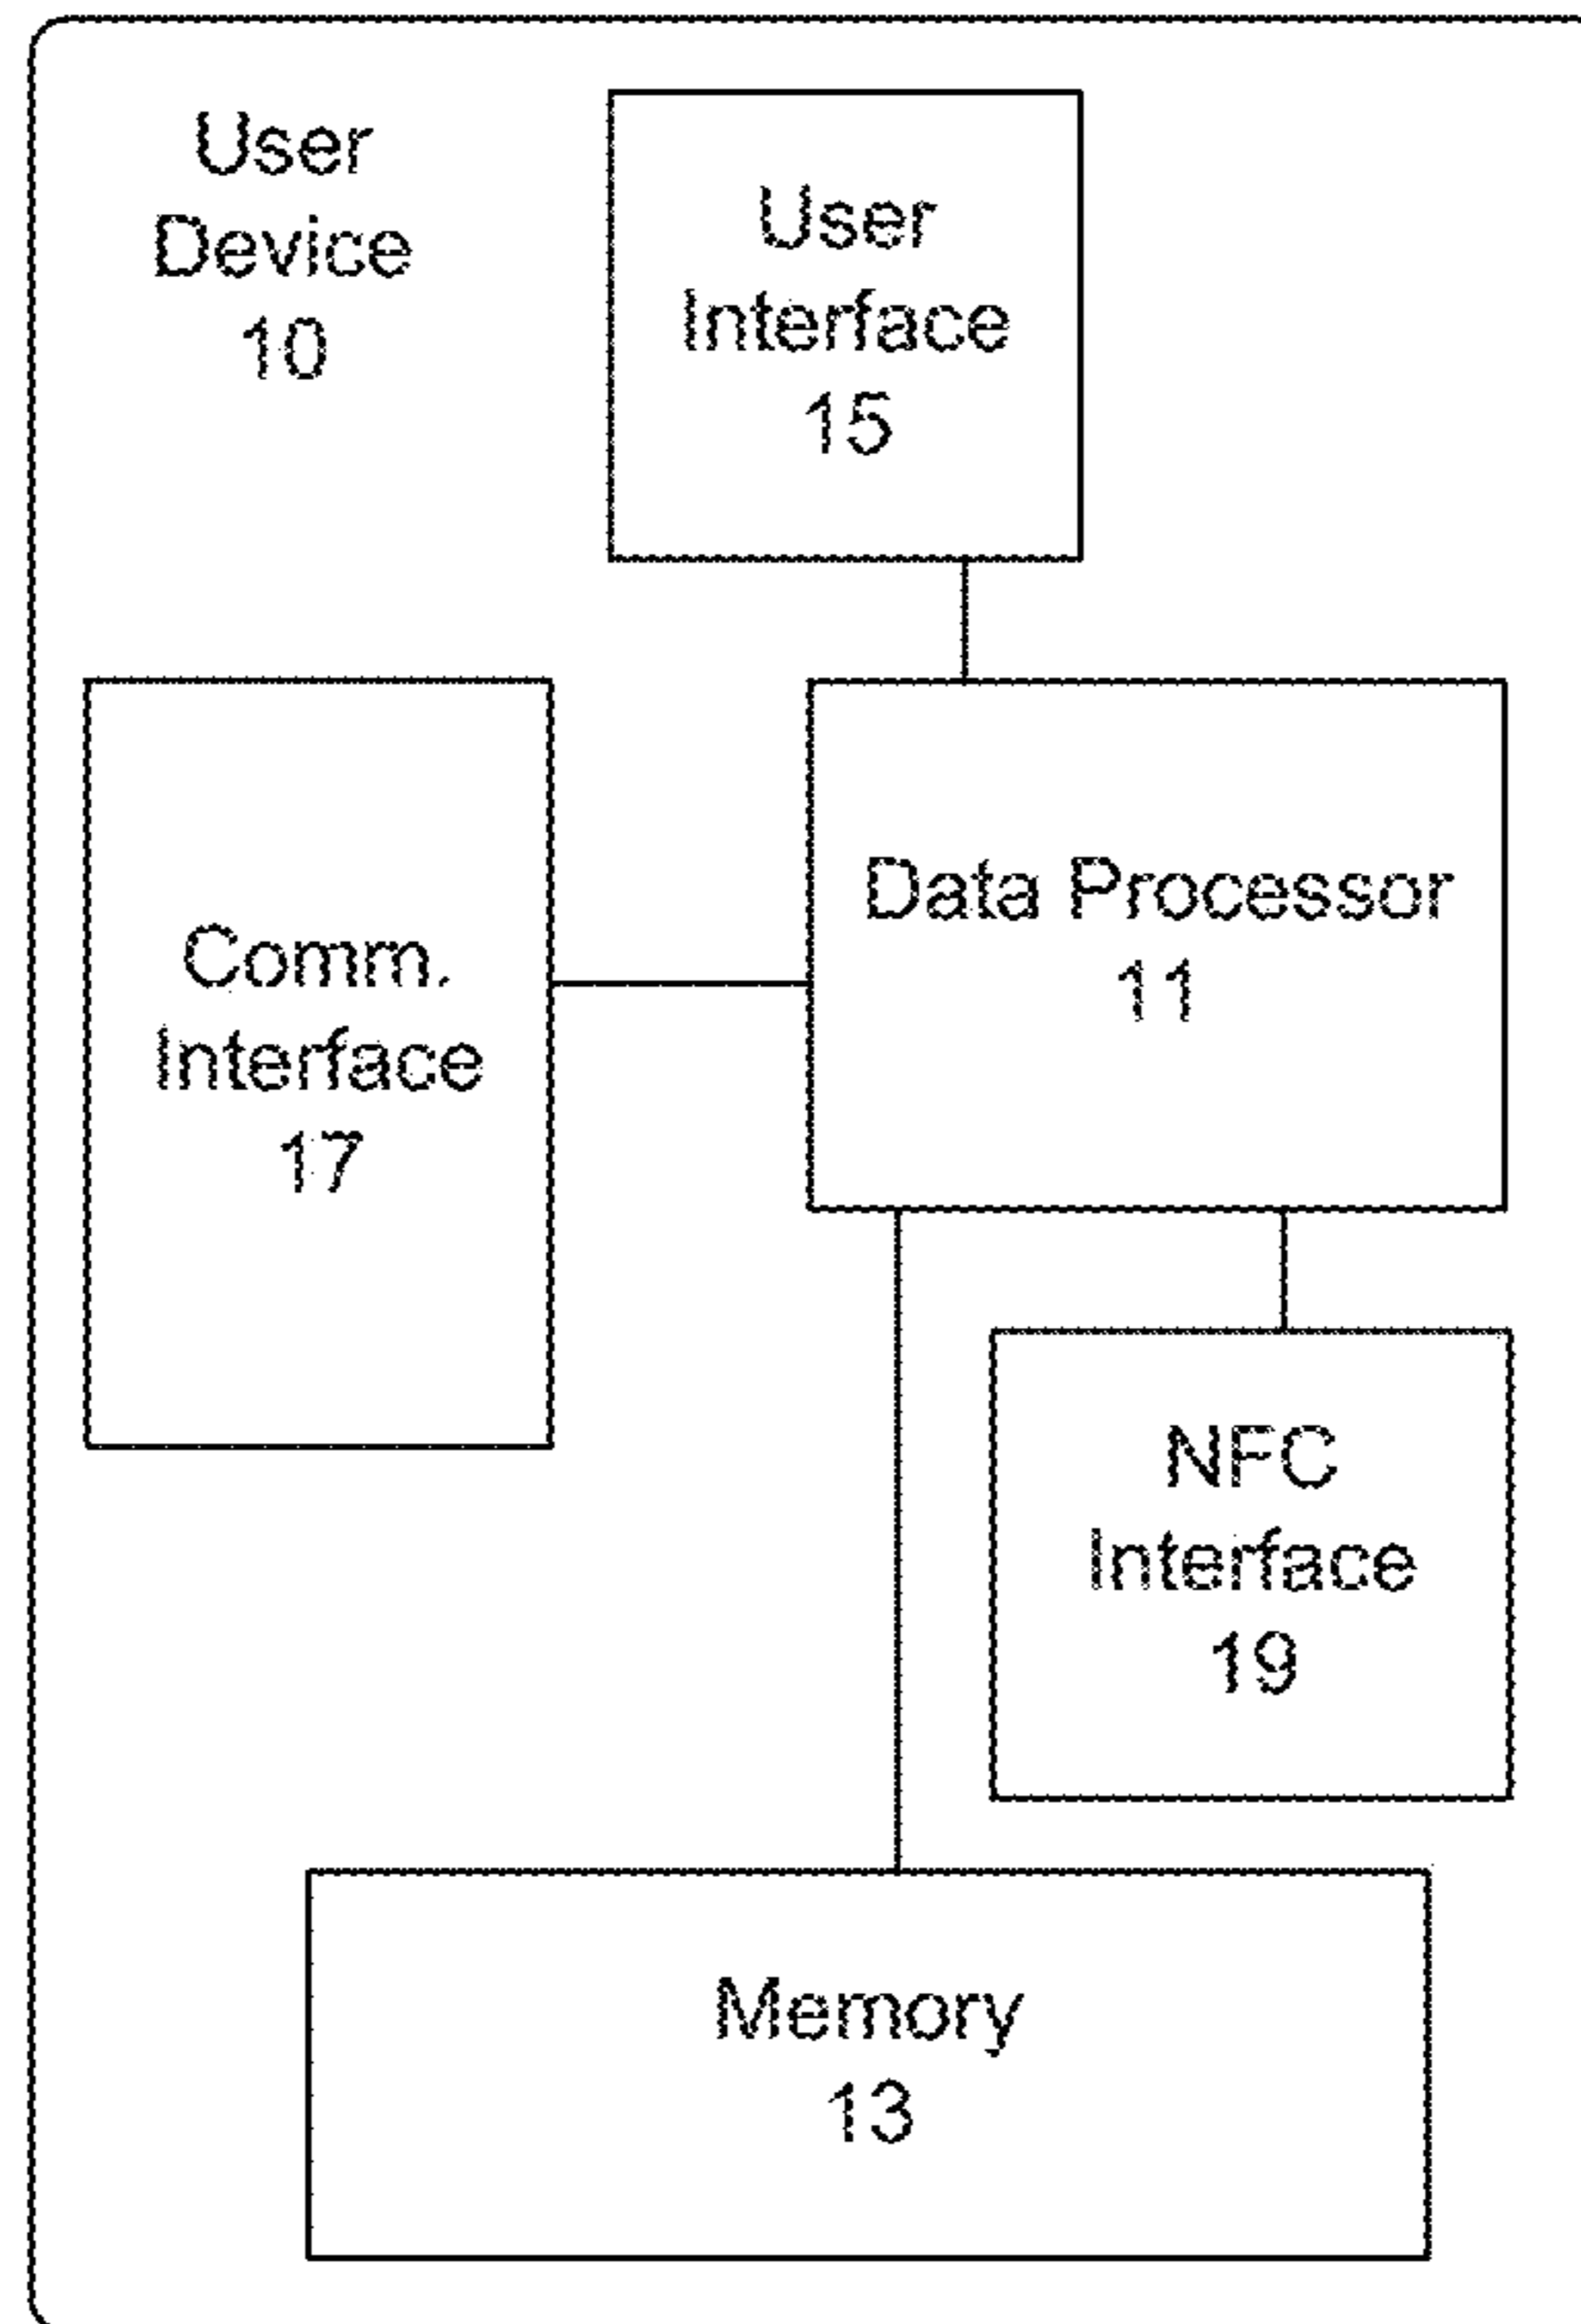 User
Device
10
User
Interface
15
Data Processor
11
Comm.
Interface
17
NFC
Interface
19
Memory
13